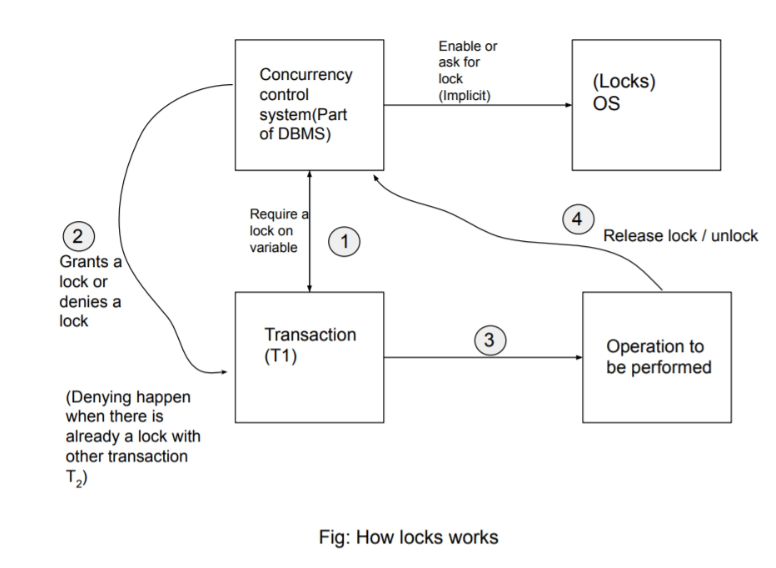 Concurrency
control
system(Part
of DBMS)
Enable or
ask for
lock
(Implicit)
(Locks)
OS
2
Grants a
lock or
denies a
lock
Require a
lock on
variable
1
4
Release lock / unlock
Transaction
(T1)
3
Operation to
be performed
(Denying happen
when there is
already a lock with
other transaction
T₂)
Fig: How locks works